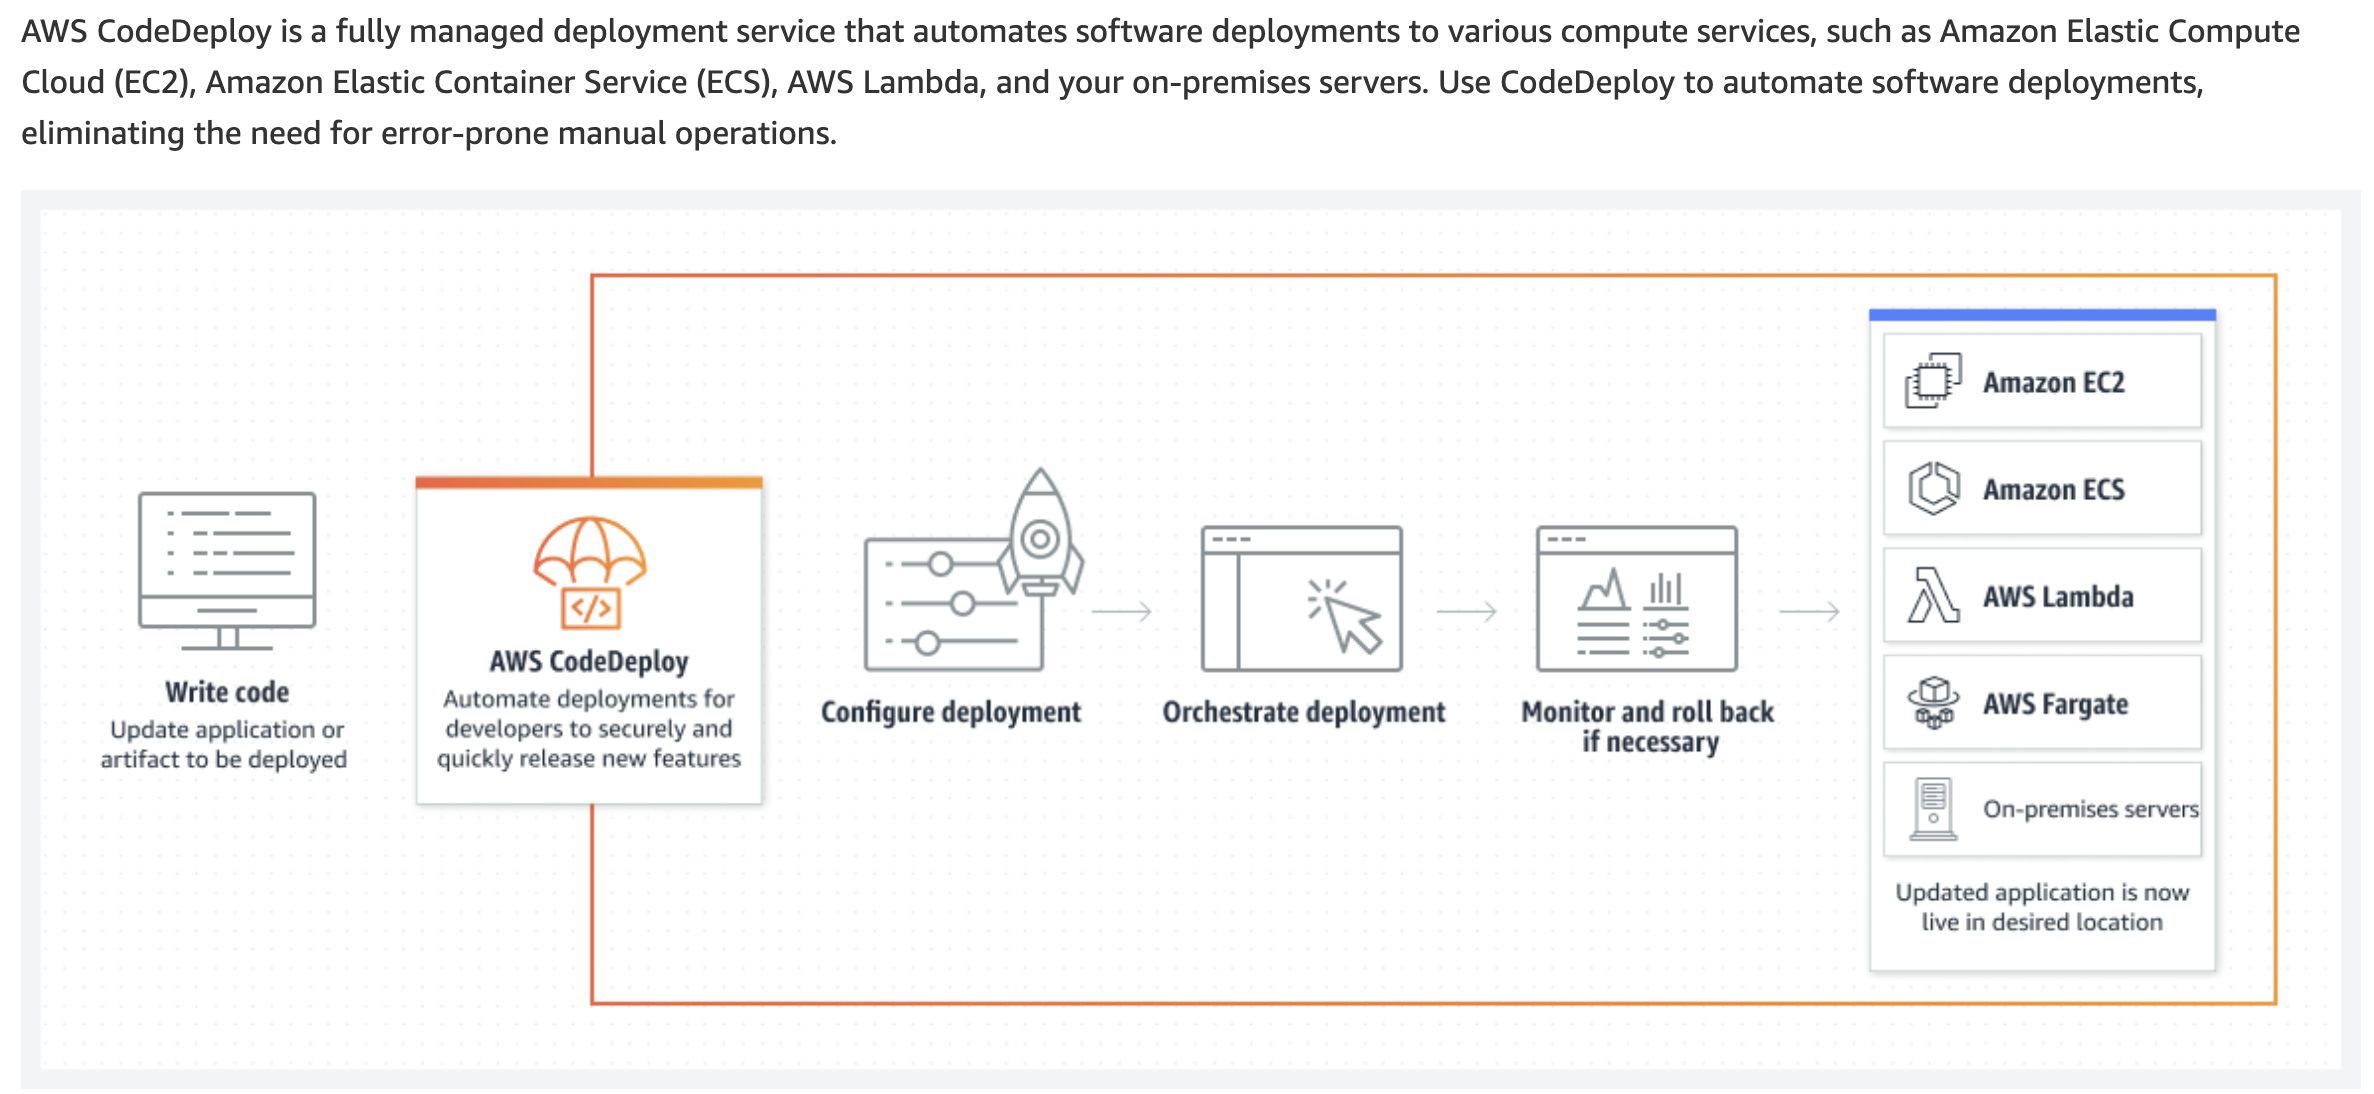 AWS CodeDeploy is a fully managed deployment service that automates software deployments to various compute services, such as Amazon Elastic Compute
Cloud (EC2), Amazon Elastic Container Service (ECS), AWS Lambda, and your on-premises servers. Use CodeDeploy to automate software deployments,
eliminating the need for error-prone manual operations.
Write code
Update application or
artifact to be deployed
</>
AWS CodeDeploy
Automate deployments for
developers to securely and
quickly release new features
Configure deployment
Orchestrate deployment
Monitor and roll back
if necessary
Amazon EC2
Amazon ECS
AWS Lambda
AWS Fargate
On-premises servers
Updated application is now
live in desired location